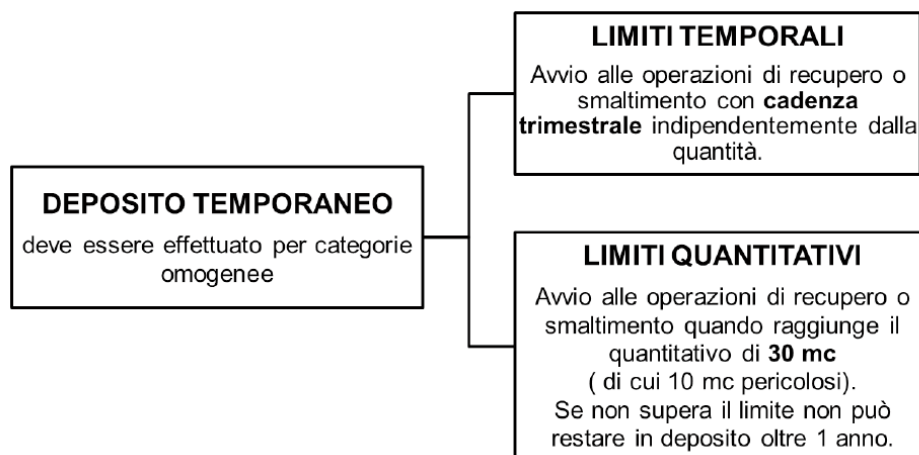 LIMITI TEMPORALI
Avvio alle operazioni di recupero o
smaltimento con cadenza
trimestrale indipendentemente dalla
quantità.
DEPOSITO TEMPORANEO
deve essere effettuato per categorie
omogenee
LIMITI QUANTITATIVI
Avvio alle operazioni di recupero o
smaltimento quando raggiunge il
quantitativo di 30 mc
( di cui 10 mc pericolosi).
Se non supera il limite non può
restare in deposito oltre 1 anno.